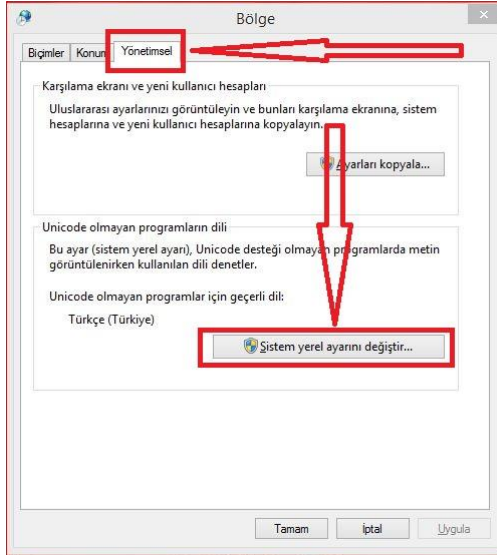 Bölge
Biçimler Konum Yönetimsel
Karşılama ekranı ve yeni kullanıcı hesapları
Uluslararası ayarlarınızı görüntüleyin ve bunları karşılama ekranına, sistem
hesaplarına ve yeni kullanıcı hesaplarına kopyalayın.
Ayarları kopyala...
Unicode olmayan programların dili
Bu ayar (sistem yerel ayarı), Unicode desteği olmayan programlarda metin
görüntülenirken kullanılan dili denetler.
Unicode olmayan programlar için geçerli dil:
Türkçe (Türkiye)
Sistem yerel ayarını değiştir...
Tamam İptal Uygula